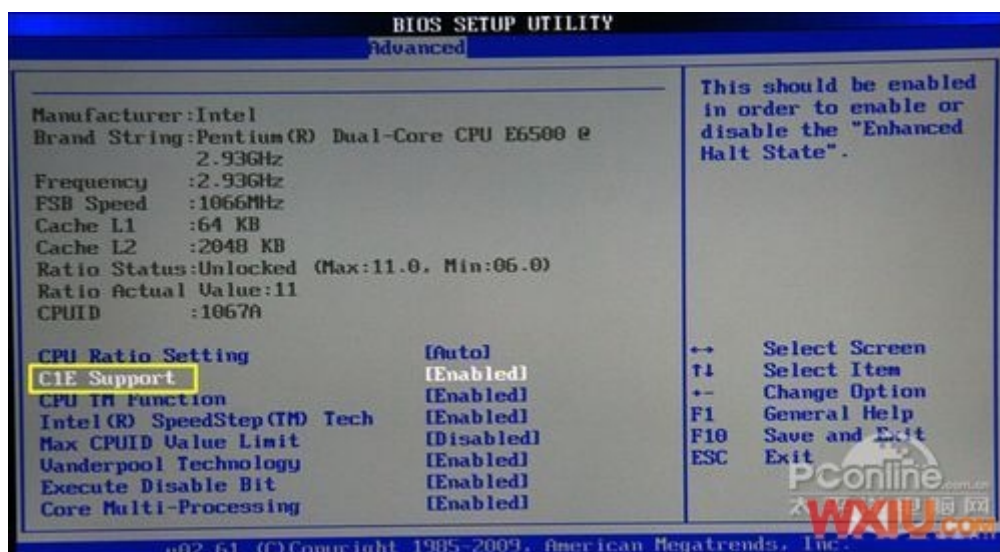 BIOS SETUP UTILITY
Advanced
Manufacturer:Intel
Brand String:Pentium(R) Dual-Core CPU E6500 @
2.93GHz
Frequency :2.93GHz
FSB Speed :1066MHz
Cache L1 :64 KB
Cache L2 :2048 KB
Ratio Status:Unlocked (Max:11.0, Min:06.0)
Ratio Actual Value:11
CPUID :1067A
CPU Ratio Setting [Auto]
C1E Support [Enabled]
CPU TM Function [Enabled]
Intel(R) SpeedStep(TM) Tech [Enabled]
Max CPUID Value Limit [Disabled]
Vanderpool Technology [Enabled]
Execute Disable Bit [Enabled]
Core Multi-Processing [Enabled]
This should be enabled
in order to enable or
disable the "Enhanced
Halt State".
↔ Select Screen
↑↓ Select Item
+- Change Option
F1 General Help
F10 Save and Exit
ESC Exit
PConline.com.cn
WXIU.com
v02.61 (C)Copyright 1985-2009, American Megatrends, Inc.